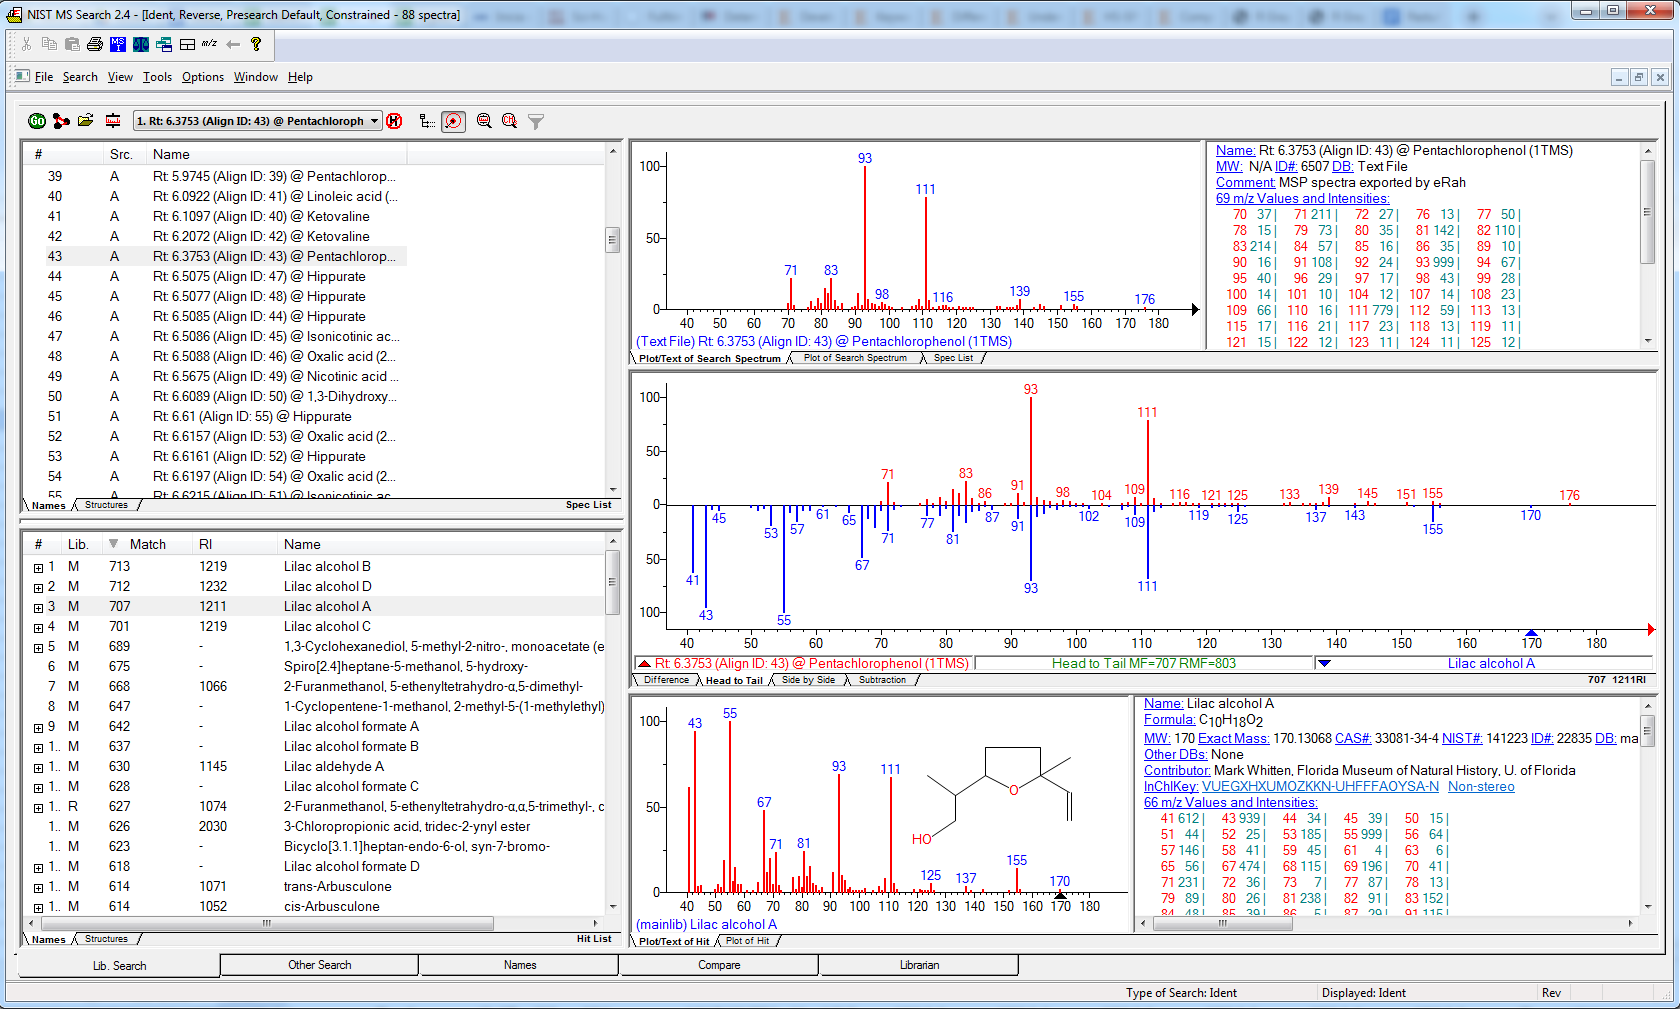 NIST MS Search 2.4 - [Ident, Reverse, Presearch Default, Constrained - 88 spectra]
File Search View Tools Options Window Help
1. Rt: 6.3753 (Align ID: 43) @ Pentachloroph
# Src. Name
39 A Rt: 5.9745 (Align ID: 39) @ Pentachlorop...
40 A Rt: 6.0922 (Align ID: 41) @ Linoleic acid (...
41 A Rt: 6.1097 (Align ID: 40) @ Ketovaline
42 A Rt: 6.2072 (Align ID: 42) @ Ketovaline
43 A Rt: 6.3753 (Align ID: 43) @ Pentachlorop...
44 A Rt: 6.5075 (Align ID: 47) @ Hippurate
45 A Rt: 6.5077 (Align ID: 48) @ Hippurate
46 A Rt: 6.5085 (Align ID: 44) @ Hippurate
47 A Rt: 6.5086 (Align ID: 45) @ Isonicotinic ac...
48 A Rt: 6.5088 (Align ID: 46) @ Oxalic acid (2...
49 A Rt: 6.5675 (Align ID: 49) @ Nicotinic acid ...
50 A Rt: 6.6089 (Align ID: 50) @ 1,3-Dihydroxy...
51 A Rt: 6.61 (Align ID: 55) @ Hippurate
52 A Rt: 6.6157 (Align ID: 53) @ Oxalic acid (2...
53 A Rt: 6.6161 (Align ID: 52) @ Hippurate
54 A Rt: 6.6197 (Align ID: 54) @ Oxalic acid (2...
55 A Rt: 6.6215 (Align ID: 51) @ Isonicotinic ac
Names Structures Spec List
# Lib. Match RI Name
1 M 713 1219 Lilac alcohol B
2 M 712 1232 Lilac alcohol D
3 M 707 1211 Lilac alcohol A
4 M 701 1219 Lilac alcohol C
5 M 689 - 1,3-Cyclohexanediol, 5-methyl-2-nitro-, monoacetate (e
6 M 675 - Spiro[2.4]heptane-5-methanol, 5-hydroxy-
7 M 668 1066 2-Furanmethanol, 5-ethenyltetrahydro-α,5-dimethyl-
8 M 647 - 1-Cyclopentene-1-methanol, 2-methyl-5-(1-methylethyl)
9 M 642 - Lilac alcohol formate A
1.. M 637 - Lilac alcohol formate B
1.. M 630 1145 Lilac aldehyde A
1.. M 628 - Lilac alcohol formate C
1.. R 627 1074 2-Furanmethanol, 5-ethenyltetrahydro-α,α,5-trimethyl-, c
1.. M 626 2030 3-Chloropropionic acid, tridec-2-ynyl ester
1.. M 623 - Bicyclo[3.1.1]heptan-endo-6-ol, syn-7-bromo-
1.. M 618 - Lilac alcohol formate D
1.. M 614 1071 trans-Arbusculone
1.. M 614 1052 cis-Arbusculone
Names Structures Hit List
100 50 0
71 83 93 98 111 116 139 155 176
40 50 60 70 80 90 100 110 120 130 140 150 160 170 180
(Text File) Rt: 6.3753 (Align ID: 43) @ Pentachlorophenol (1TMS)
Plot/Text of Search Spectrum Plot of Search Spectrum Spec List
Name: Rt: 6.3753 (Align ID: 43) @ Pentachlorophenol (1TMS)
MW: N/A ID#: 6507 DB: Text File
Comment: MSP spectra exported by eRah
69 m/z Values and Intensities:
70 37| 71 211| 72 27| 76 13| 77 50|
78 15| 79 73| 80 35| 81 142| 82 110|
83 214| 84 57| 85 16| 86 35| 89 10|
90 16| 91 108| 92 24| 93 999| 94 67|
95 40| 96 29| 97 17| 98 43| 99 28|
100 14| 101 10| 104 12| 107 14| 108 23|
109 66| 110 16| 111 779| 112 59| 113 13|
115 17| 116 21| 117 23| 118 13| 119 11|
121 15| 122 12| 123 11| 124 11| 125 12|
100 50 0 50 100
71 83 86 91 93 98 104 109 111 116 121 125 133 139 145 151 155 176
41 43 45 53 55 57 61 65 67 71 77 81 87 91 93 102 109 111 119 125 137 143 155 170
40 50 60 70 80 90 100 110 120 130 140 150 160 170 180
Rt: 6.3753 (Align ID: 43) @ Pentachlorophenol (1TMS) Head to Tail MF=707 RMF=803 Lilac alcohol A
Difference Head to Tail Side by Side Subtraction 707 1211RI
100 50 0
43 55 67 71 81 93 111 125 137 155 170
HO O
40 50 60 70 80 90 100 110 120 130 140 150 160 170 180
(mainlib) Lilac alcohol A
Plot/Text of Hit Plot of Hit
Name: Lilac alcohol A
Formula: C10H18O2
MW: 170 Exact Mass: 170.13068 CAS#: 33081-34-4 NIST#: 141223 ID#: 22835 DB: ma
Other DBs: None
Contributor: Mark Whitten, Florida Museum of Natural History, U. of Florida
InChIKey: VUEGXHXUMOZKKN-UHFFFAOYSA-N Non-stereo
66 m/z Values and Intensities:
41 612| 43 939| 44 34| 45 39| 50 15|
51 44| 52 25| 53 185| 55 999| 56 64|
57 146| 58 41| 59 45| 61 4| 63 6|
65 56| 67 474| 68 115| 69 196| 70 41|
71 231| 72 36| 73 7| 77 87| 78 13|
79 89| 80 26| 81 238| 82 91| 83 152|
84 48| 85 39| 86 5| 87 29| 91 115|
Lib. Search Other Search Names Compare Librarian
Type of Search: Ident Displayed: Ident Rev